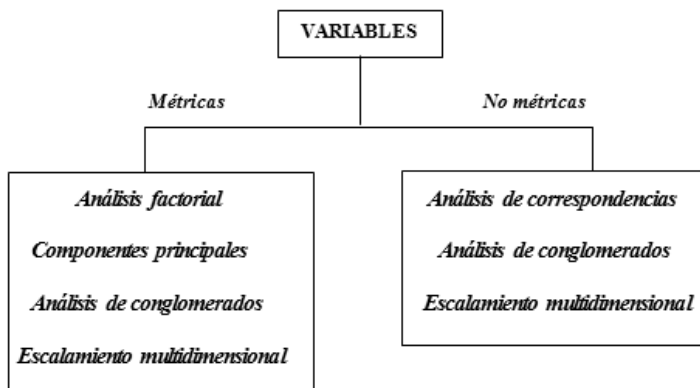 VARIABLES
Métricas
No métricas
Análisis factorial
Componentes principales
Análisis de conglomerados
Escalamiento multidimensional
Análisis de correspondencias
Análisis de conglomerados
Escalamiento multidimensional